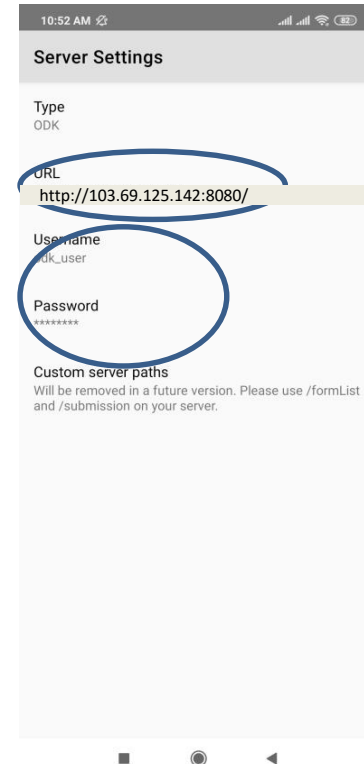 10:52 AM 82
Server Settings
Type
ODK
URL
http://103.69.125.142:8080/
Username
odk_user
Password
********
Custom server paths
Will be removed in a future version. Please use /formList
and /submission on your server.